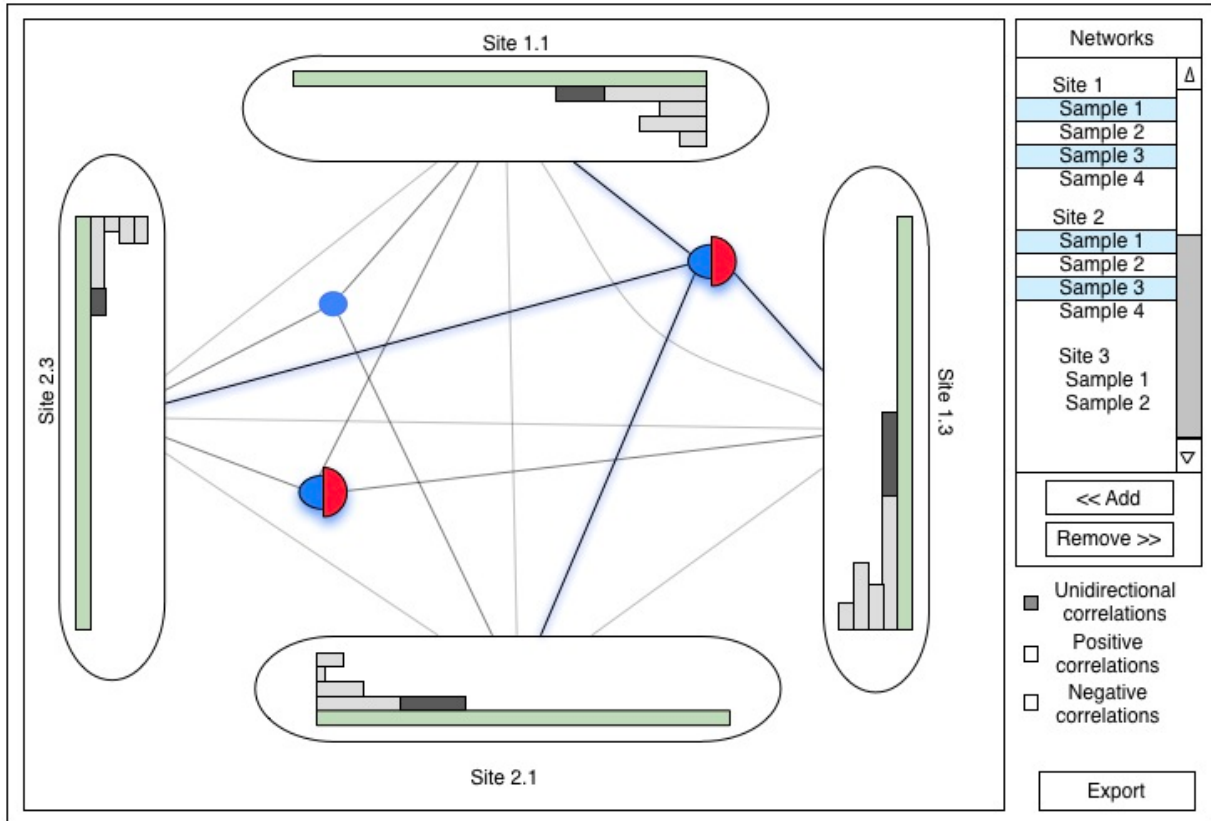 Site 1.1
Site 2.3
Site 1.3
Site 2.1
Networks
Site 1
Sample 1
Sample 2
Sample 3
Sample 4
Site 2
Sample 1
Sample 2
Sample 3
Sample 4
Site 3
Sample 1
Sample 2
<< Add
Remove >>
Unidirectional
correlations
Positive
correlations
Negative
correlations
Export